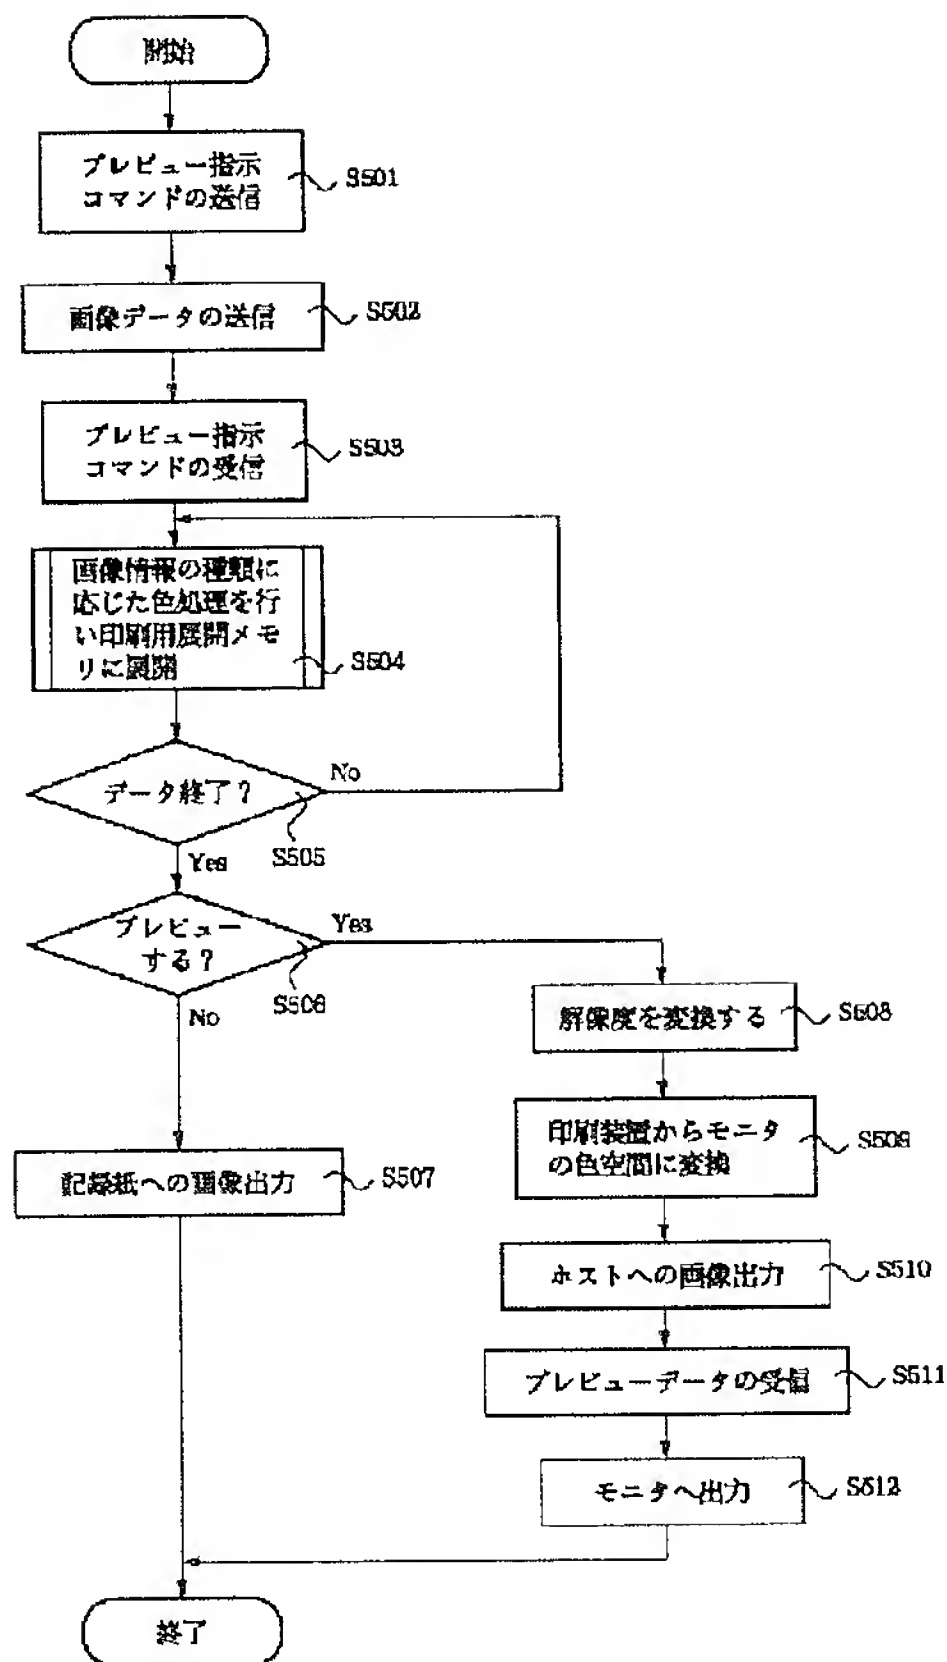 開始
プレビュー指示
コマンドの送信
S501
画像データの送信
S502
プレビュー指示
コマンドの受信
S503
画像情報の種類に
応じた色処理を行
い印刷用展開メモ
リに展開
S504
データ終了?
No
S505
Yes
プレビュー
する?
Yes
S506
No
解像度を変換する
S508
印刷装置からモニタ
の色空間に変換
S509
記録紙への画像出力
S507
ホストへの画像出力
S510
プレビューデータの受信
S511
モニタへ出力
S512
終了